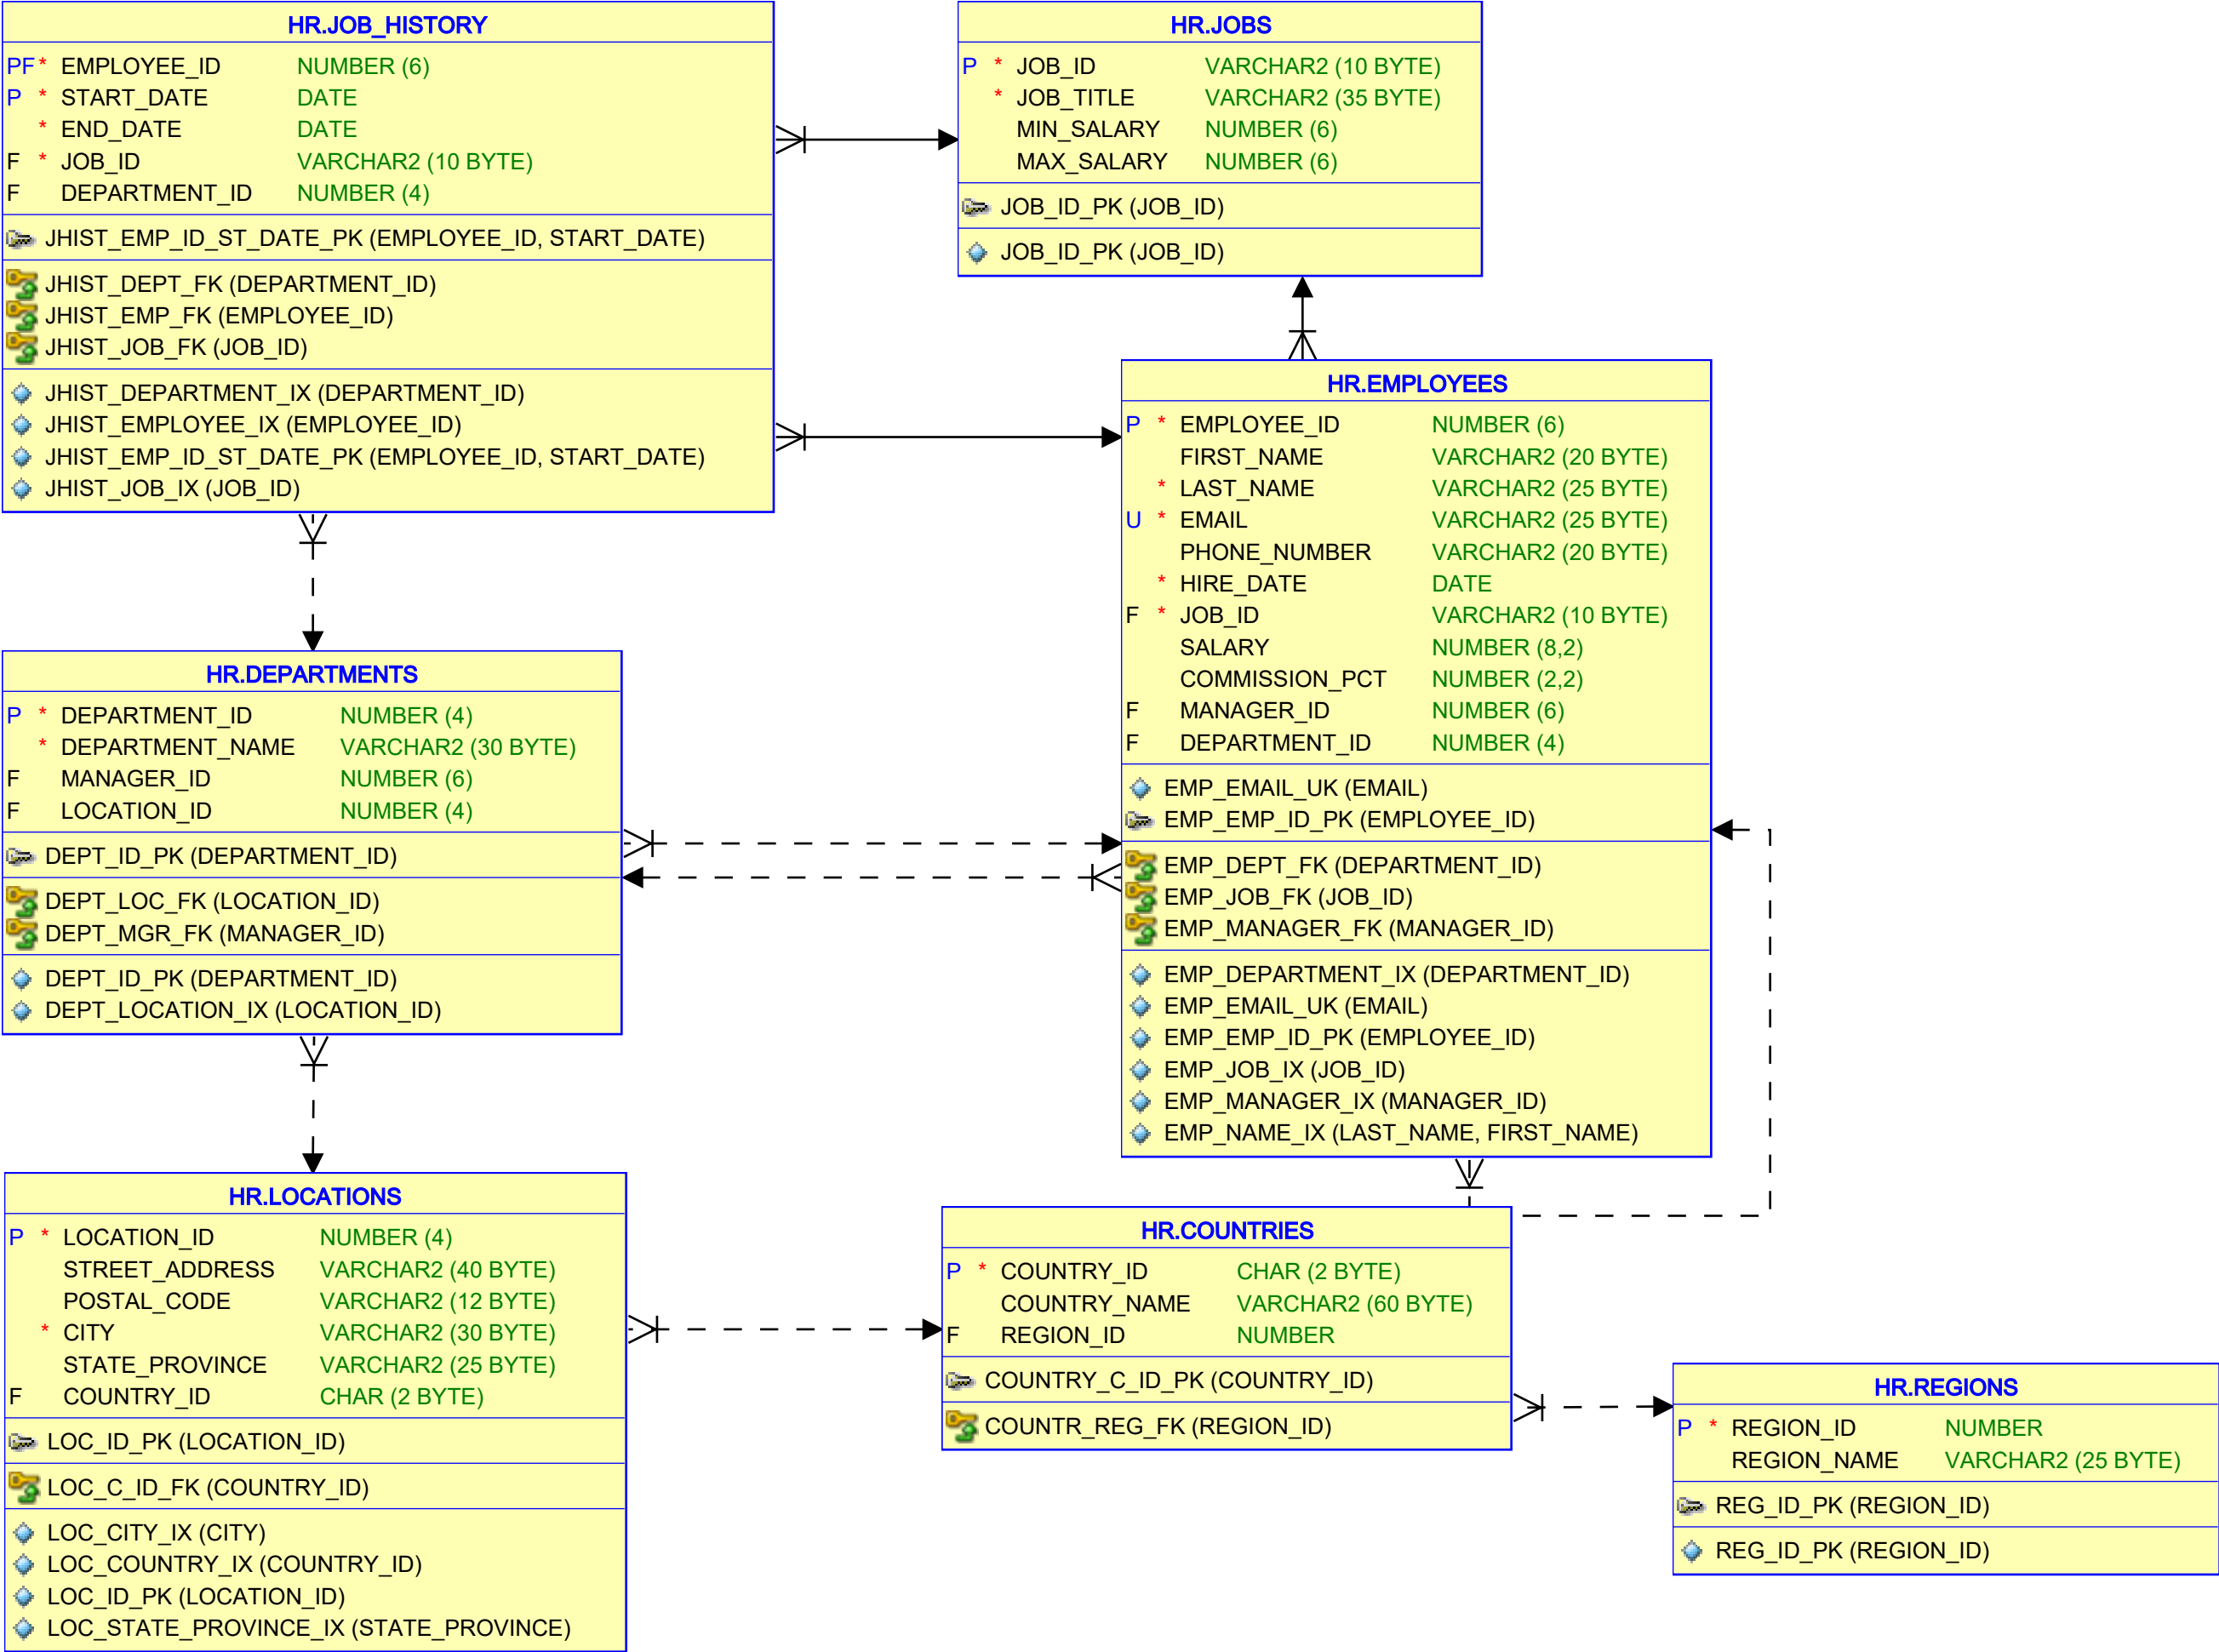 HR.JOB_HISTORY
PF * EMPLOYEE_ID NUMBER (6)
P * START_DATE DATE
* END_DATE DATE
F * JOB_ID VARCHAR2 (10 BYTE)
F DEPARTMENT_ID NUMBER (4)
JHIST_EMP_ID_ST_DATE_PK (EMPLOYEE_ID, START_DATE)
JHIST_DEPT_FK (DEPARTMENT_ID)
JHIST_EMP_FK (EMPLOYEE_ID)
JHIST_JOB_FK (JOB_ID)
JHIST_DEPARTMENT_IX (DEPARTMENT_ID)
JHIST_EMPLOYEE_IX (EMPLOYEE_ID)
JHIST_EMP_ID_ST_DATE_PK (EMPLOYEE_ID, START_DATE)
JHIST_JOB_IX (JOB_ID)
HR.JOBS
P * JOB_ID VARCHAR2 (10 BYTE)
* JOB_TITLE VARCHAR2 (35 BYTE)
MIN_SALARY NUMBER (6)
MAX_SALARY NUMBER (6)
JOB_ID_PK (JOB_ID)
JOB_ID_PK (JOB_ID)
HR.EMPLOYEES
P * EMPLOYEE_ID NUMBER (6)
FIRST_NAME VARCHAR2 (20 BYTE)
* LAST_NAME VARCHAR2 (25 BYTE)
U * EMAIL VARCHAR2 (25 BYTE)
PHONE_NUMBER VARCHAR2 (20 BYTE)
* HIRE_DATE DATE
F * JOB_ID VARCHAR2 (10 BYTE)
SALARY NUMBER (8,2)
COMMISSION_PCT NUMBER (2,2)
F MANAGER_ID NUMBER (6)
F DEPARTMENT_ID NUMBER (4)
EMP_EMAIL_UK (EMAIL)
EMP_EMP_ID_PK (EMPLOYEE_ID)
EMP_DEPT_FK (DEPARTMENT_ID)
EMP_JOB_FK (JOB_ID)
EMP_MANAGER_FK (MANAGER_ID)
EMP_DEPARTMENT_IX (DEPARTMENT_ID)
EMP_EMAIL_UK (EMAIL)
EMP_EMP_ID_PK (EMPLOYEE_ID)
EMP_JOB_IX (JOB_ID)
EMP_MANAGER_IX (MANAGER_ID)
EMP_NAME_IX (LAST_NAME, FIRST_NAME)
HR.DEPARTMENTS
P * DEPARTMENT_ID NUMBER (4)
* DEPARTMENT_NAME VARCHAR2 (30 BYTE)
F MANAGER_ID NUMBER (6)
F LOCATION_ID NUMBER (4)
DEPT_ID_PK (DEPARTMENT_ID)
DEPT_LOC_FK (LOCATION_ID)
DEPT_MGR_FK (MANAGER_ID)
DEPT_ID_PK (DEPARTMENT_ID)
DEPT_LOCATION_IX (LOCATION_ID)
HR.LOCATIONS
P * LOCATION_ID NUMBER (4)
STREET_ADDRESS VARCHAR2 (40 BYTE)
POSTAL_CODE VARCHAR2 (12 BYTE)
* CITY VARCHAR2 (30 BYTE)
STATE_PROVINCE VARCHAR2 (25 BYTE)
F COUNTRY_ID CHAR (2 BYTE)
LOC_ID_PK (LOCATION_ID)
LOC_C_ID_FK (COUNTRY_ID)
LOC_CITY_IX (CITY)
LOC_COUNTRY_IX (COUNTRY_ID)
LOC_ID_PK (LOCATION_ID)
LOC_STATE_PROVINCE_IX (STATE_PROVINCE)
HR.COUNTRIES
P * COUNTRY_ID CHAR (2 BYTE)
COUNTRY_NAME VARCHAR2 (60 BYTE)
F REGION_ID NUMBER
COUNTRY_C_ID_PK (COUNTRY_ID)
COUNTR_REG_FK (REGION_ID)
HR.REGIONS
P * REGION_ID NUMBER
REGION_NAME VARCHAR2 (25 BYTE)
REG_ID_PK (REGION_ID)
REG_ID_PK (REGION_ID)